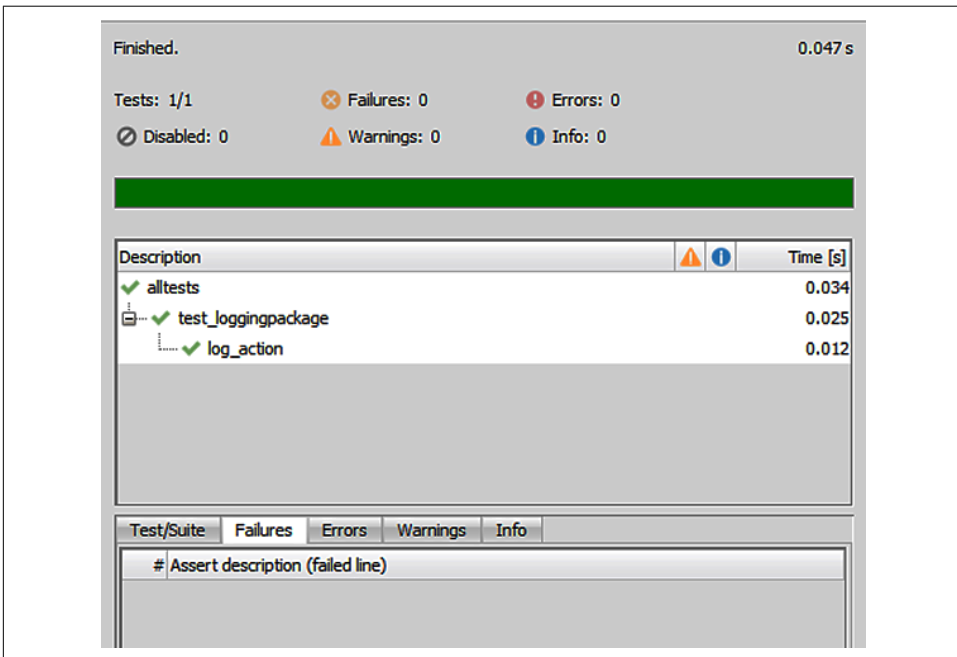 Finished. 0.047 s
Tests: 1/1 Failures: 0 Errors: 0
Disabled: 0 Warnings: 0 Info: 0
Description Time [s]
alltests 0.034
test_loggingpackage 0.025
log_action 0.012
Test/Suite Failures Errors Warnings Info
# Assert description (failed line)